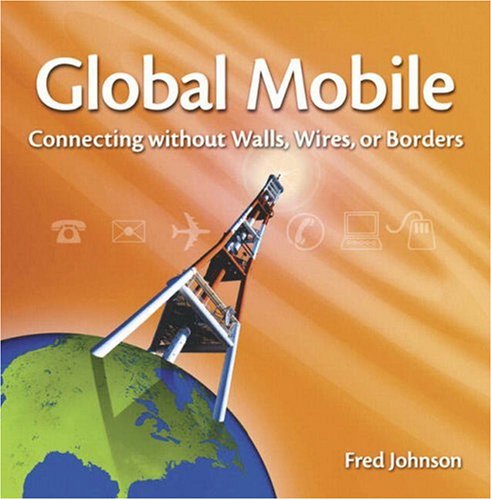 Global Mobile
Connecting without Walls, Wires, or Borders
Fred Johnson